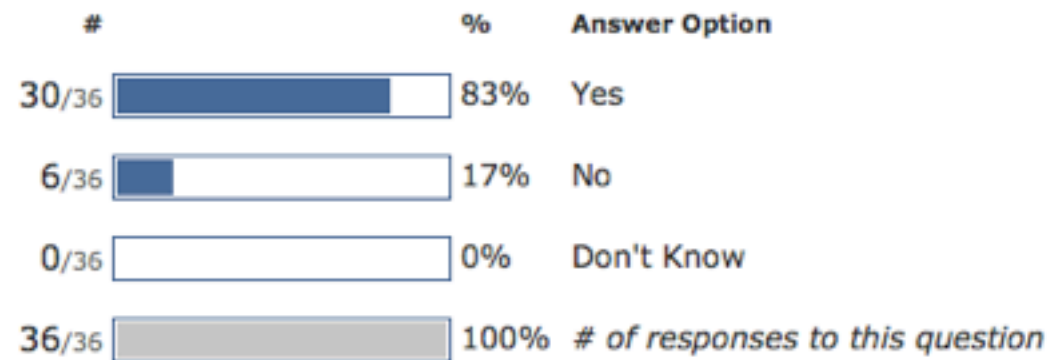 # % Answer Option
30/36 83% Yes
6/36 17% No
0/36 0% Don't Know
36/36 100% # of responses to this question